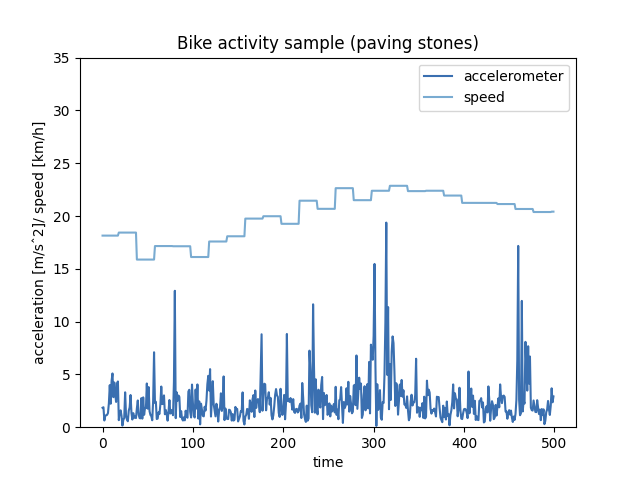 Bike activity sample (paving stones)
accelerometer
speed
acceleration [m/s^2]/ speed [km/h]
35
30
25
20
15
10
5
0
0 100 200 300 400 500
time